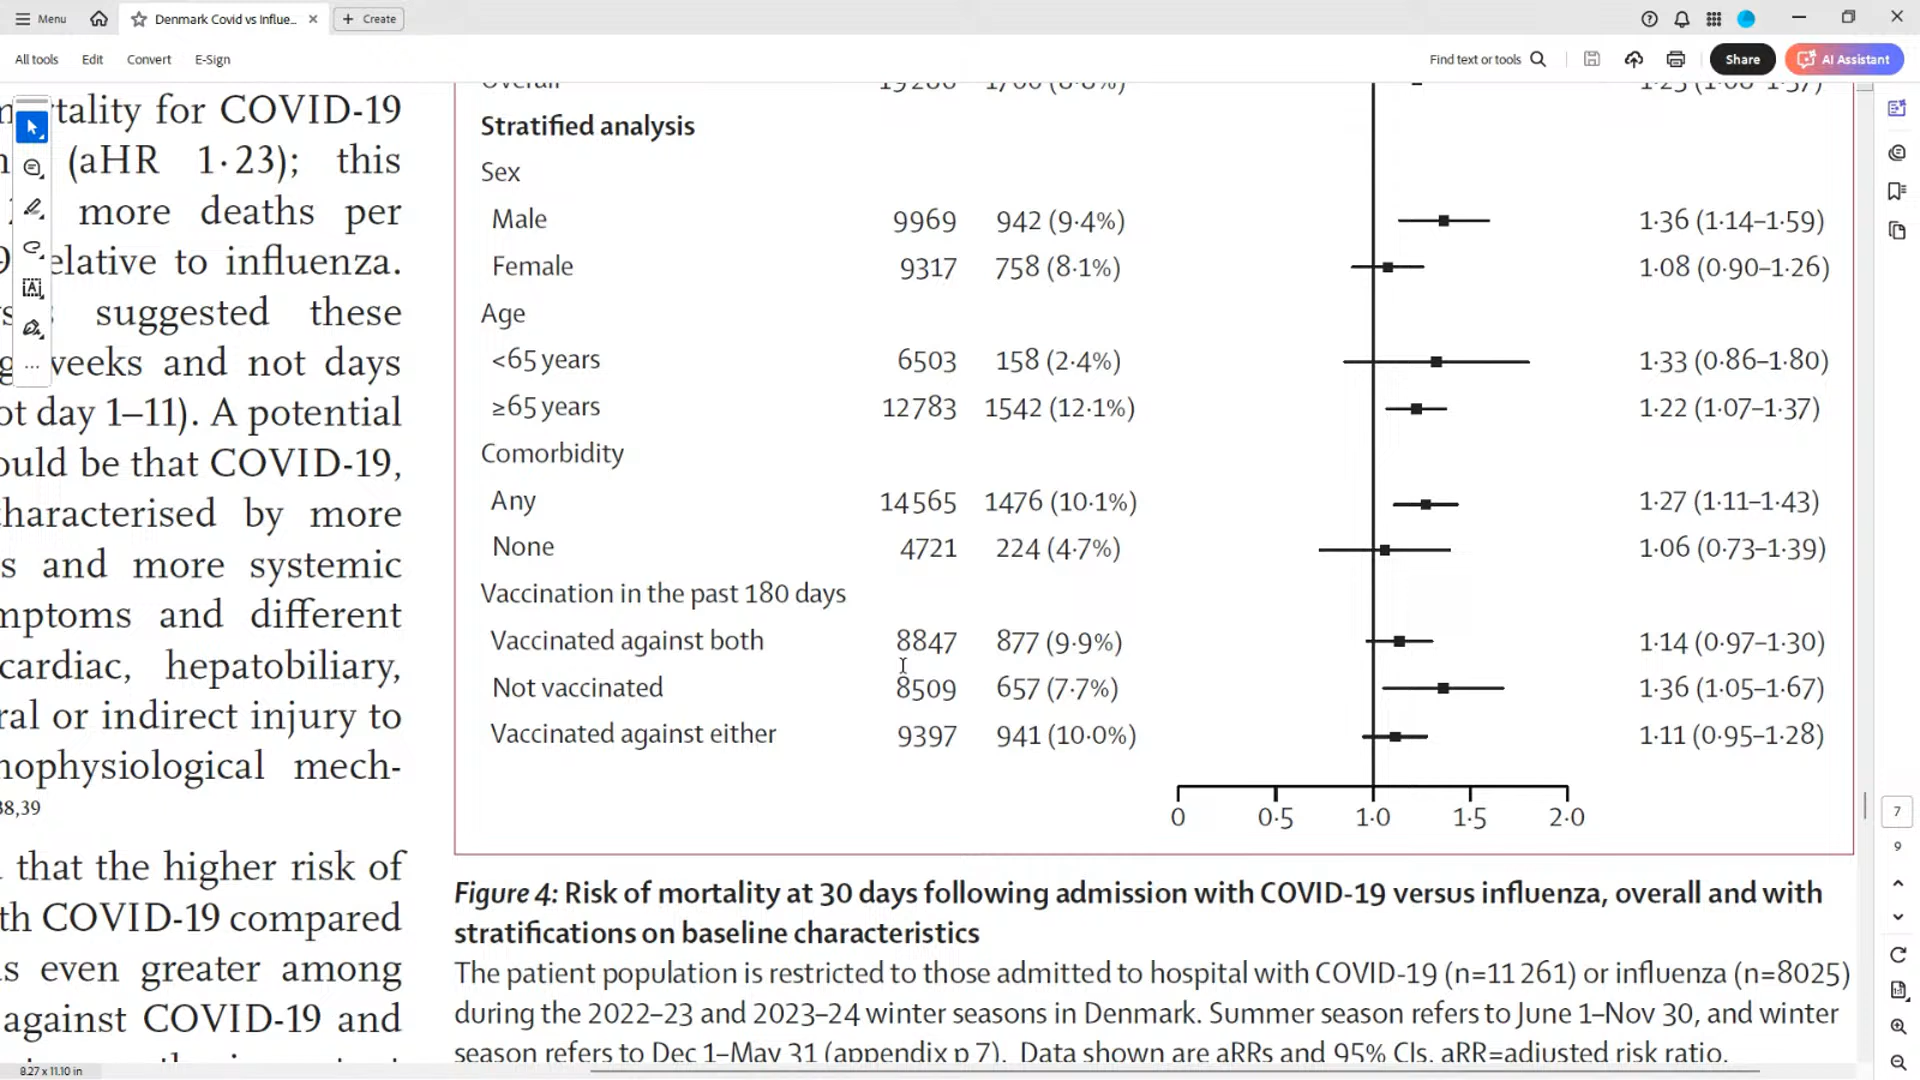 Menu
Denmark Covid vs Influe...
Create
All tools Edit Convert E-Sign
Find text or tools
Share
AI Assistant
tality for COVID-19
(aHR 1·23); this
more deaths per
elative to influenza.
suggested these
weeks and not days
ot day 1–11). A potential
ould be that COVID-19,
characterised by more
s and more systemic
mptoms and different
cardiac, hepatobiliary,
ral or indirect injury to
nophysiological mech-
38,39
that the higher risk of
th COVID-19 compared
is even greater among
against COVID-19 and
Overall
Stratified analysis
Sex
Male 9969 942 (9·4%) 1·36 (1·14–1·59)
Female 9317 758 (8·1%) 1·08 (0·90–1·26)
Age
<65 years 6503 158 (2·4%) 1·33 (0·86–1·80)
≥65 years 12783 1542 (12·1%) 1·22 (1·07–1·37)
Comorbidity
Any 14565 1476 (10·1%) 1·27 (1·11–1·43)
None 4721 224 (4·7%) 1·06 (0·73–1·39)
Vaccination in the past 180 days
Vaccinated against both 8847 877 (9·9%) 1·14 (0·97–1·30)
Not vaccinated 8509 657 (7·7%) 1·36 (1·05–1·67)
Vaccinated against either 9397 941 (10·0%) 1·11 (0·95–1·28)
0 0·5 1·0 1·5 2·0
Figure 4: Risk of mortality at 30 days following admission with COVID-19 versus influenza, overall and with
stratifications on baseline characteristics
The patient population is restricted to those admitted to hospital with COVID-19 (n=11 261) or influenza (n=8025)
during the 2022–23 and 2023–24 winter seasons in Denmark. Summer season refers to June 1–Nov 30, and winter
season refers to Dec 1–May 31 (appendix p 7). Data shown are aRRs and 95% CIs. aRR=adjusted risk ratio.
7
9
8.27 x 11.10 in